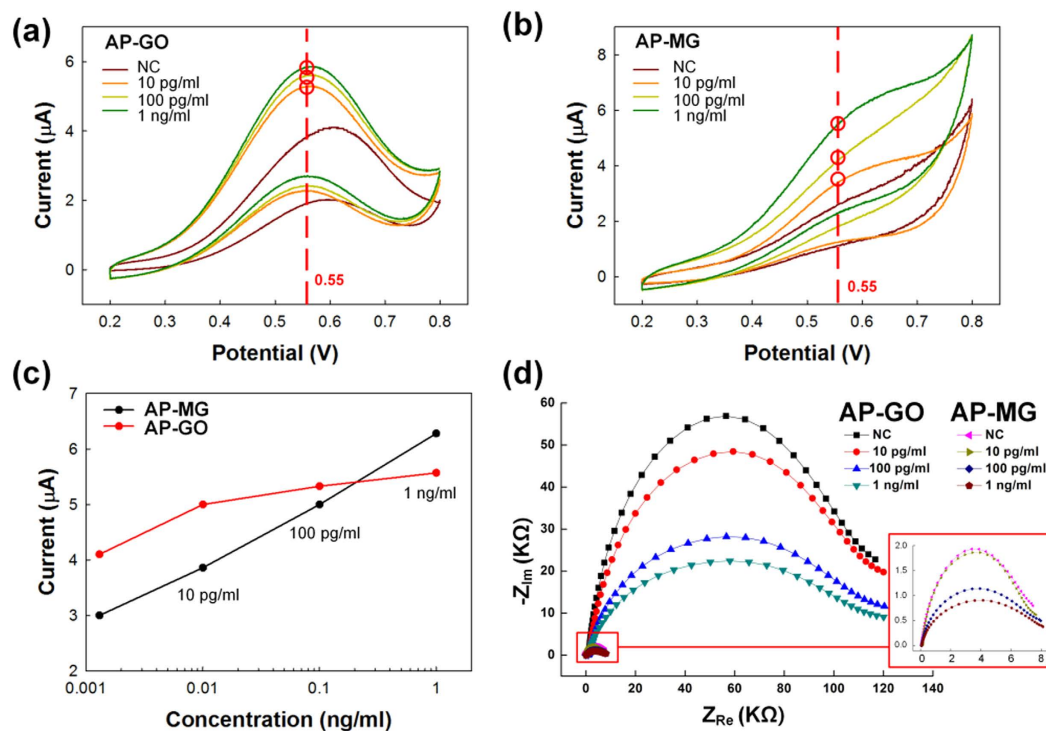 (a)
AP-GO
NC
10 pg/ml
100 pg/ml
1 ng/ml
6
4
2
0
Current (μA)
0.55
0.2 0.3 0.4 0.5 0.6 0.7 0.8
Potential (V)
(b)
AP-MG
NC
10 pg/ml
100 pg/ml
1 ng/ml
8
6
4
2
0
Current (μA)
0.55
0.2 0.3 0.4 0.5 0.6 0.7 0.8
Potential (V)
(c)
AP-MG
AP-GO
7
6
5
4
3
2
Current (μA)
10 pg/ml
100 pg/ml
1 ng/ml
0.001 0.01 0.1 1
Concentration (ng/ml)
(d)
AP-GO
NC
10 pg/ml
100 pg/ml
1 ng/ml
AP-MG
NC
10 pg/ml
100 pg/ml
1 ng/ml
60
50
40
30
20
10
0
-ZIm (KΩ)
2.0
1.5
1.0
0.5
0.0
0 2 4 6 8
0 20 40 60 80 100 120 140
ZRe (KΩ)